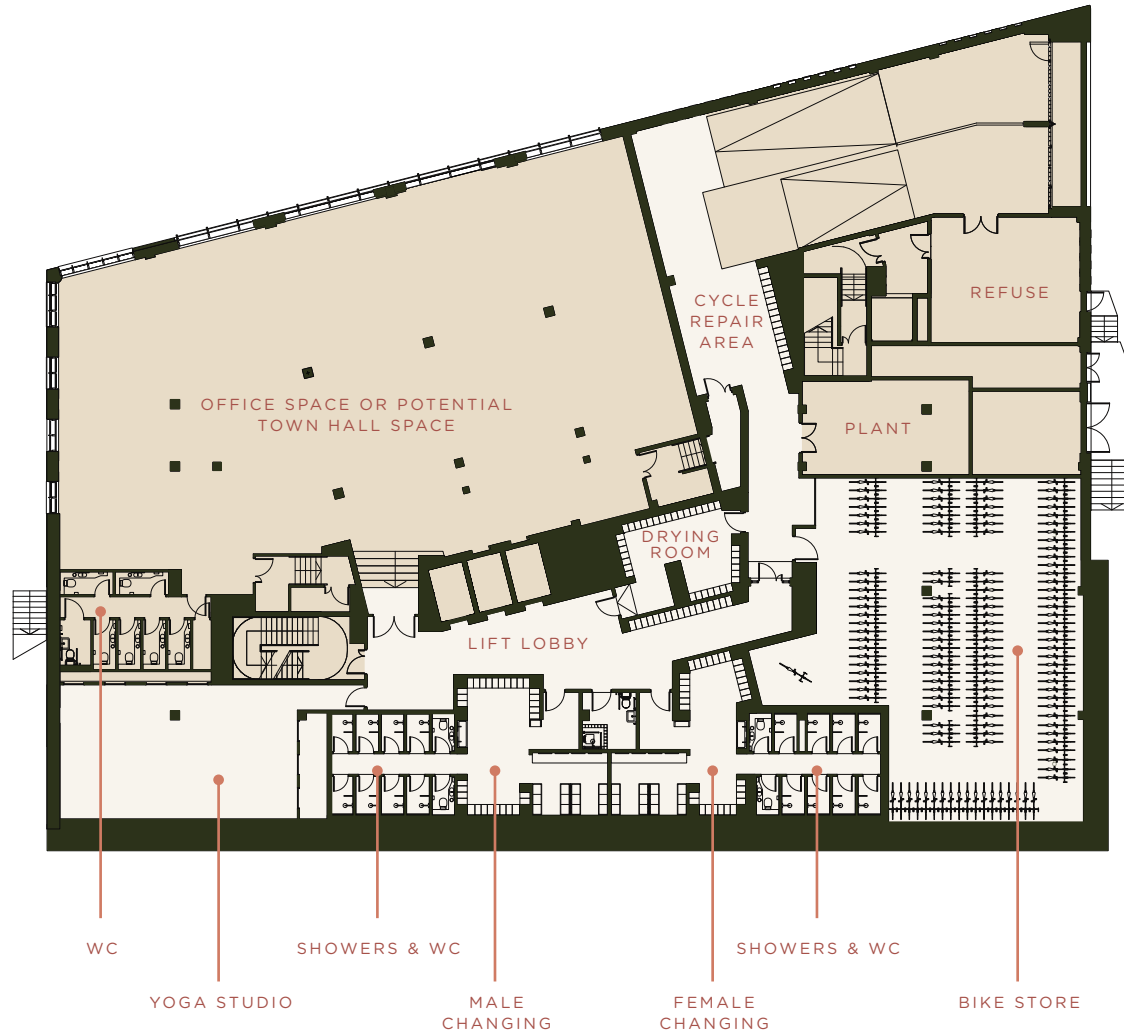 CYCLE
REPAIR
AREA
REFUSE
OFFICE SPACE OR POTENTIAL
TOWN HALL SPACE
PLANT
DRYING
ROOM
LIFT LOBBY
WC
SHOWERS & WC
SHOWERS & WC
YOGA STUDIO
MALE
CHANGING
FEMALE
CHANGING
BIKE STORE